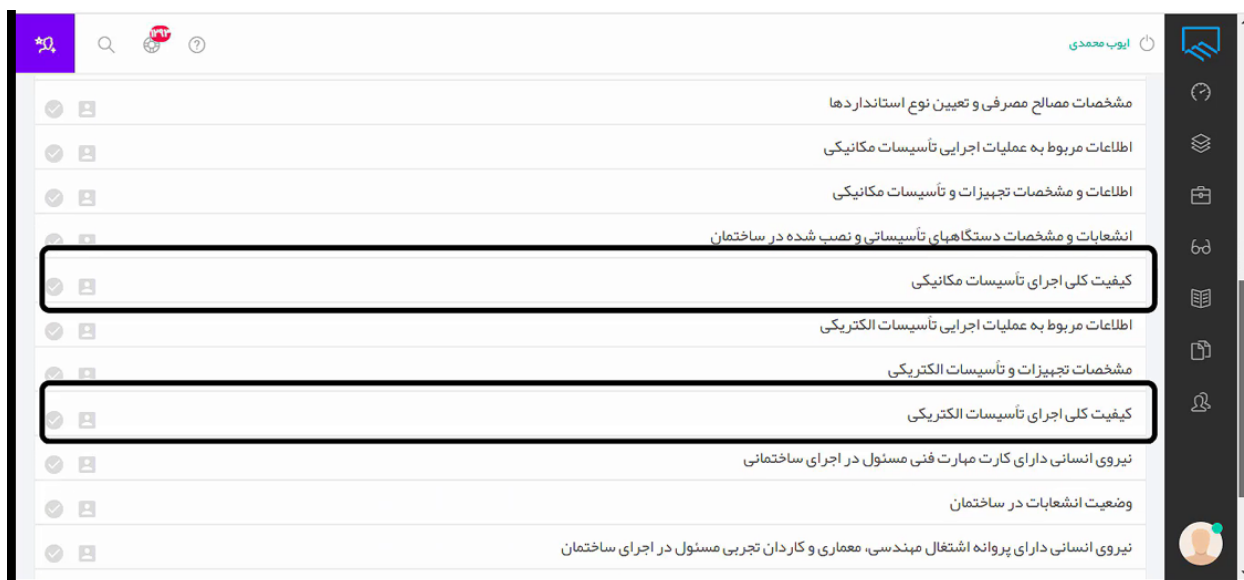 ایوب محمدی
۱۲۹۳
مشخصات مصالح مصرفی و تعیین نوع استانداردها
اطلاعات مربوط به عملیات اجرایی تأسیسات مکانیکی
اطلاعات و مشخصات تجهیزات و تأسیسات مکانیکی
انشعابات و مشخصات دستگاههای تأسیساتی و نصب شده در ساختمان
کیفیت کلی اجرای تأسیسات مکانیکی
اطلاعات مربوط به عملیات اجرایی تأسیسات الکتریکی
مشخصات تجهیزات و تأسیسات الکتریکی
کیفیت کلی اجرای تأسیسات الکتریکی
نیروی انسانی دارای کارت مهارت فنی مسئول در اجرای ساختمانی
وضعیت انشعابات در ساختمان
نیروی انسانی دارای پروانه اشتغال مهندسی، معماری و کاردان تجربی مسئول در اجرای ساختمان